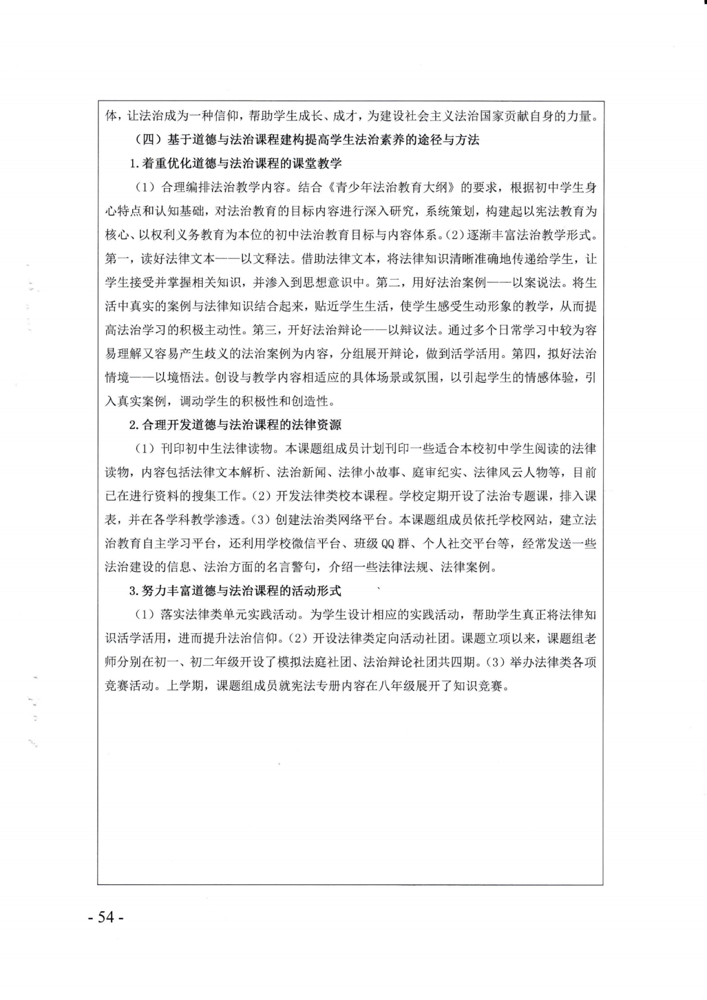 体，让法治成为一种信仰，帮助学生成长、成才，为建设社会主义法治国家贡献自身的力量。
（四）基于道德与法治课程建构提高学生法治素养的途径与方法
1.着重优化道德与法治课程的课堂教学
（1）合理编排法治教学内容。结合《青少年法治教育大纲》的要求，根据初中学生身
心特点和认知基础，对法治教育的目标内容进行深入研究，系统策划，构建起以宪法教育为
核心、以权利义务教育为本位的初中法治教育目标与内容体系。（2）逐渐丰富法治教学形式。
第一，读好法律文本——以文释法。借助法律文本，将法律知识清晰准确地传递给学生，让
学生接受并掌握相关知识，并渗入到思想意识中。第二，用好法治案例——以案说法。将生
活中真实的案例与法律知识结合起来，贴近学生生活，使学生感受生动形象的教学，从而提
高法治学习的积极主动性。第三，开好法治辩论——以辩议法。通过多个日常学习中较为容
易理解又容易产生歧义的法治案例为内容，分组展开辩论，做到活学活用。第四，拟好法治
情境——以境悟法。创设与教学内容相适应的具体场景或氛围，以引起学生的情感体验，引
入真实案例，调动学生的积极性和创造性。
2.合理开发道德与法治课程的法律资源
（1）刊印初中生法律读物。本课题组成员计划刊印一些适合本校初中学生阅读的法律
读物，内容包括法律文本解析、法治新闻、法律小故事、庭审纪实、法律风云人物等，目前
已在进行资料的搜集工作。（2）开发法律类校本课程。学校定期开设了法治专题课，排入课
表，并在各学科教学渗透。（3）创建法治类网络平台。本课题组成员依托学校网站，建立法
治教育自主学习平台，还利用学校微信平台、班级 QQ 群、个人社交平台等，经常发送一些
法治建设的信息、法治方面的名言警句，介绍一些法律法规、法律案例。
3.努力丰富道德与法治课程的活动形式
（1）落实法律类单元实践活动。为学生设计相应的实践活动，帮助学生真正将法律知
识活学活用，进而提升法治信仰。（2）开设法律类定向活动社团。课题立项以来，课题组老
师分别在初一、初二年级开设了模拟法庭社团、法治辩论社团共四期。（3）举办法律类各项
竞赛活动。上学期，课题组成员就宪法专册内容在八年级展开了知识竞赛。
- 54 -